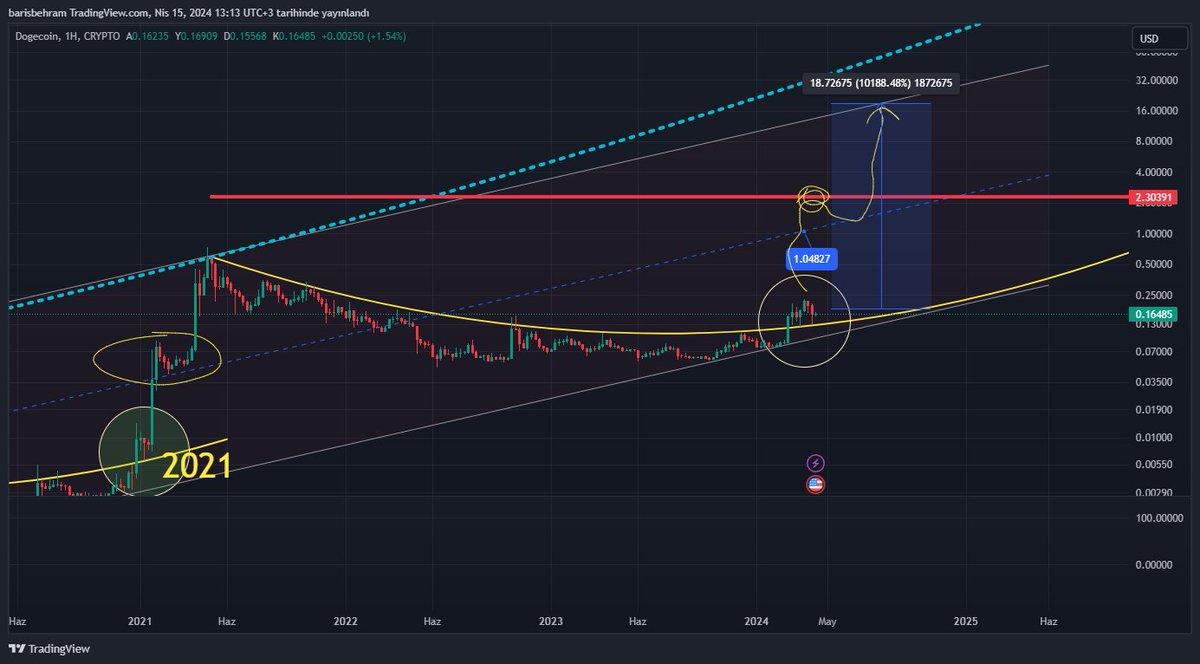 barisbehram TradingView.com, Nis 15, 2024 13:13 UTC+3 tarihinde yayınlandı
Dogecoin, 1H, CRYPTO A0.16235 Y0.16909 D0.15568 K0.16485 +0.00250 (+1.54%)
USD
32.00000
18.72675 (10188.48%) 1872675
16.00000
8.00000
4.00000
2.30391
1.00000
1.04827
0.50000
0.25000
0.16485
0.13000
0.07000
0.03500
0.01900
0.01000
2021
0.00550
0.00290
100.00000
0.00000
Haz
2021
Haz
2022
Haz
2023
Haz
2024
May
2025
Haz
TradingView